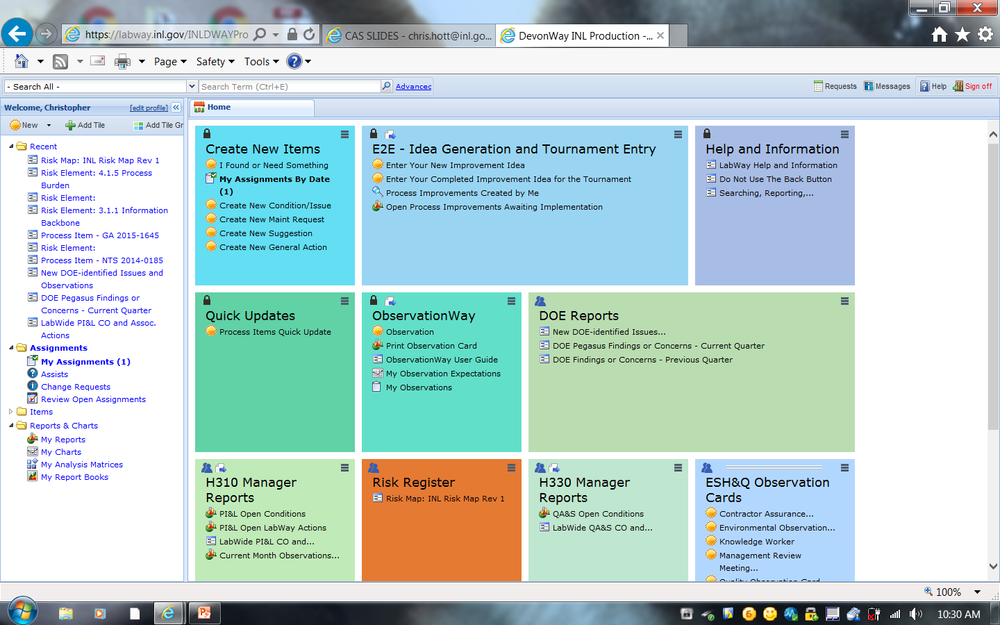 https://labway.inl.gov/INLDWAYPro
CAS SLIDES - chris.hott@inl.go...
DevonWay INL Production -...
Page
Safety
Tools
- Search All -
Search Term (Ctrl+E)
Advanced
Requests
Messages
Help
Sign off
Welcome, Christopher
[edit profile]
New
Add Tile
Add Tile Gr
Recent
Risk Map: INL Risk Map Rev 1
Risk Element: 4.1.5 Process
Burden
Risk Element:
Risk Element: 3.1.1 Information
Backbone
Process Item - GA 2015-1645
Risk Element:
Process Item - NTS 2014-0185
New DOE-identified Issues and
Observations
DOE Pegasus Findings or
Concerns - Current Quarter
LabWide PI&L CO and Assoc.
Actions
Assignments
My Assignments (1)
Assists
Change Requests
Review Open Assignments
Items
Reports & Charts
My Reports
My Charts
My Analysis Matrices
My Report Books
Home
Create New Items
I Found or Need Something
My Assignments By Date
(1)
Create New Condition/Issue
Create New Maint Request
Create New Suggestion
Create New General Action
E2E - Idea Generation and Tournament Entry
Enter Your New Improvement Idea
Enter Your Completed Improvement Idea for the Tournament
Process Improvements Created by Me
Open Process Improvements Awaiting Implementation
Help and Information
LabWay Help and Information
Do Not Use The Back Button
Searching, Reporting,...
Quick Updates
Process Items Quick Update
ObservationWay
Observation
Print Observation Card
ObservationWay User Guide
My Observation Expectations
My Observations
DOE Reports
New DOE-identified Issues...
DOE Pegasus Findings or Concerns - Current Quarter
DOE Findings or Concerns - Previous Quarter
H310 Manager
Reports
PI&L Open Conditions
PI&L Open LabWay Actions
LabWide PI&L CO and...
Current Month Observations...
Risk Register
Risk Map: INL Risk Map Rev 1
H330 Manager
Reports
QA&S Open Conditions
LabWide QA&S CO and...
ESH&Q Observation
Cards
Contractor Assurance...
Environmental Observation...
Knowledge Worker
Management Review
Meeting...
Quality Observation Card
100%
10:30 AM